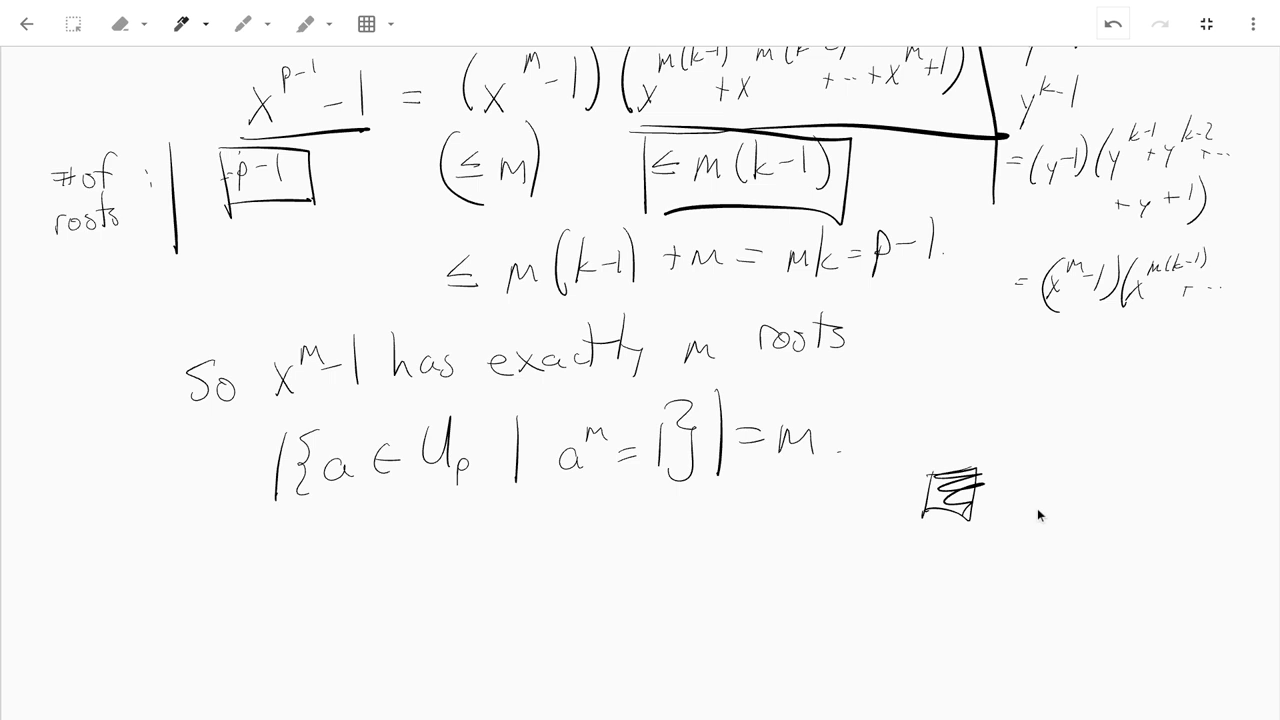 x^{p-1} - 1 = (x^m - 1)(x^{m(k-1)} + x + ... + x^m + 1)
y^{k-1}
# of roots : = p-1 (≤ m) ≤ m(k-1)
= (y-1)(y^{k-1} + y^{k-2} + ... + y + 1)
≤ m(k-1) + m = mk = p-1.
= (x^m - 1)(x^{m(k-1)} + ...
So x^m - 1 has exactly m roots
|{a ∈ U_p | a^m = 1}| = m.